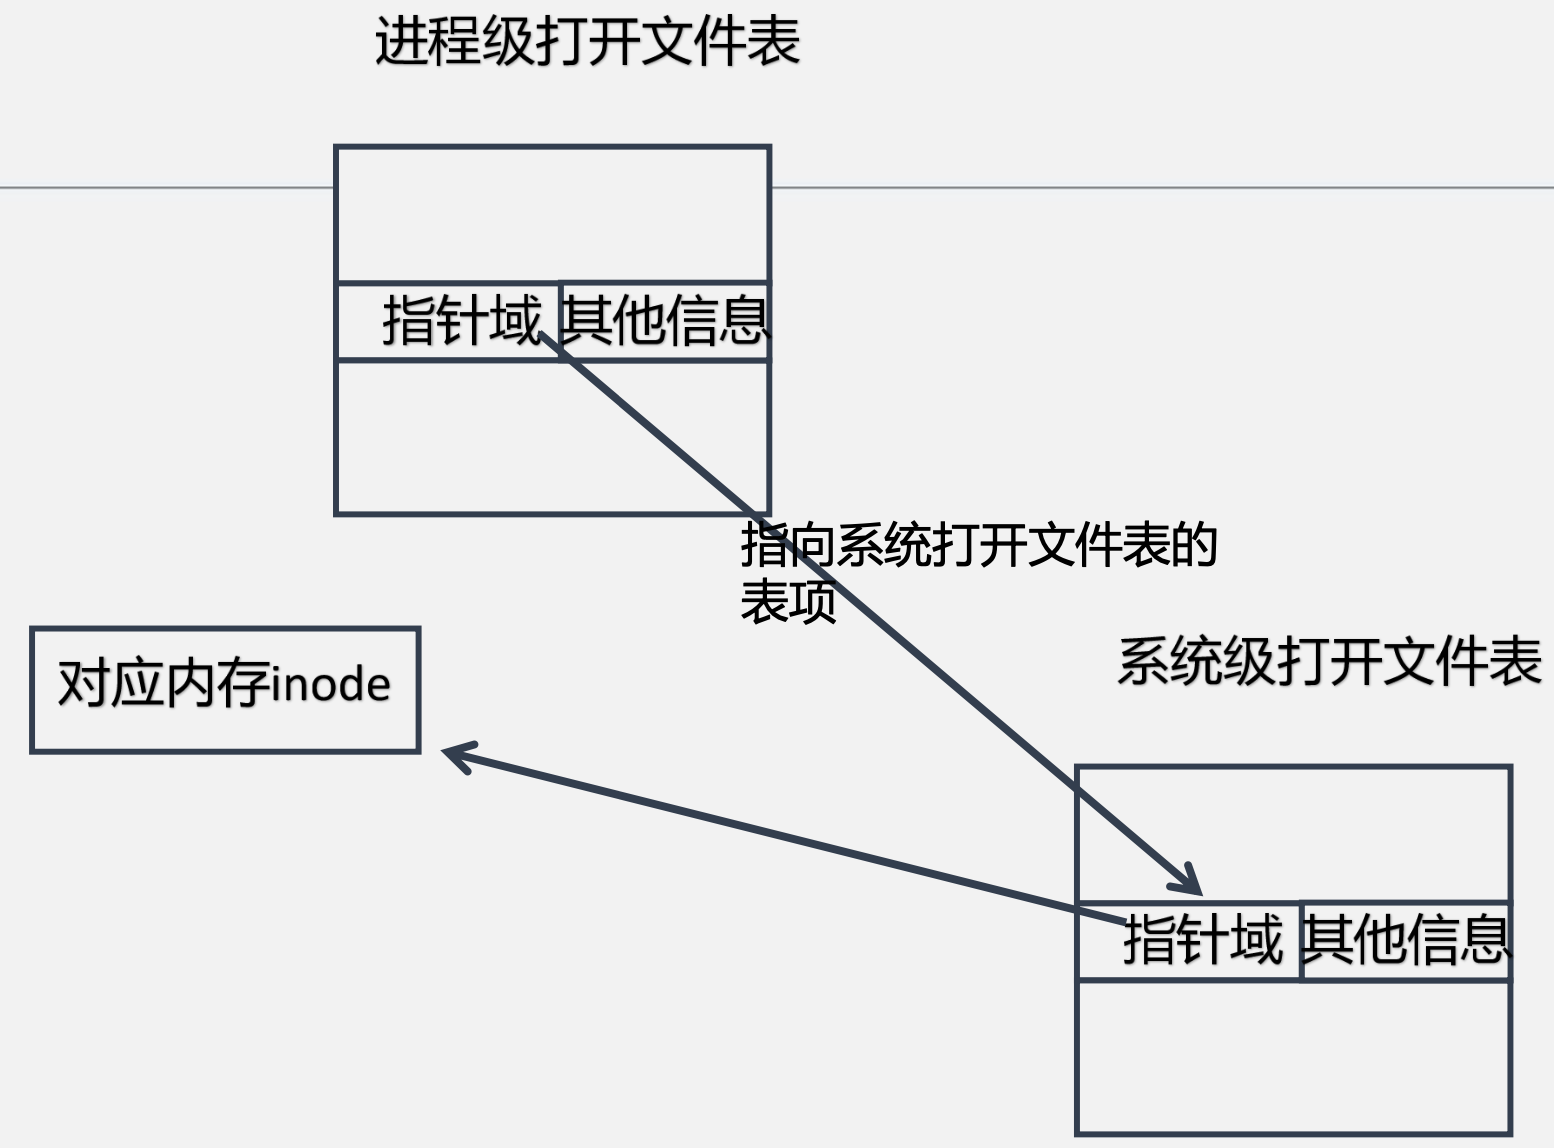 进程级打开文件表
指针域 其他信息
指向系统打开文件表的
表项
对应内存inode
系统级打开文件表
指针域 其他信息